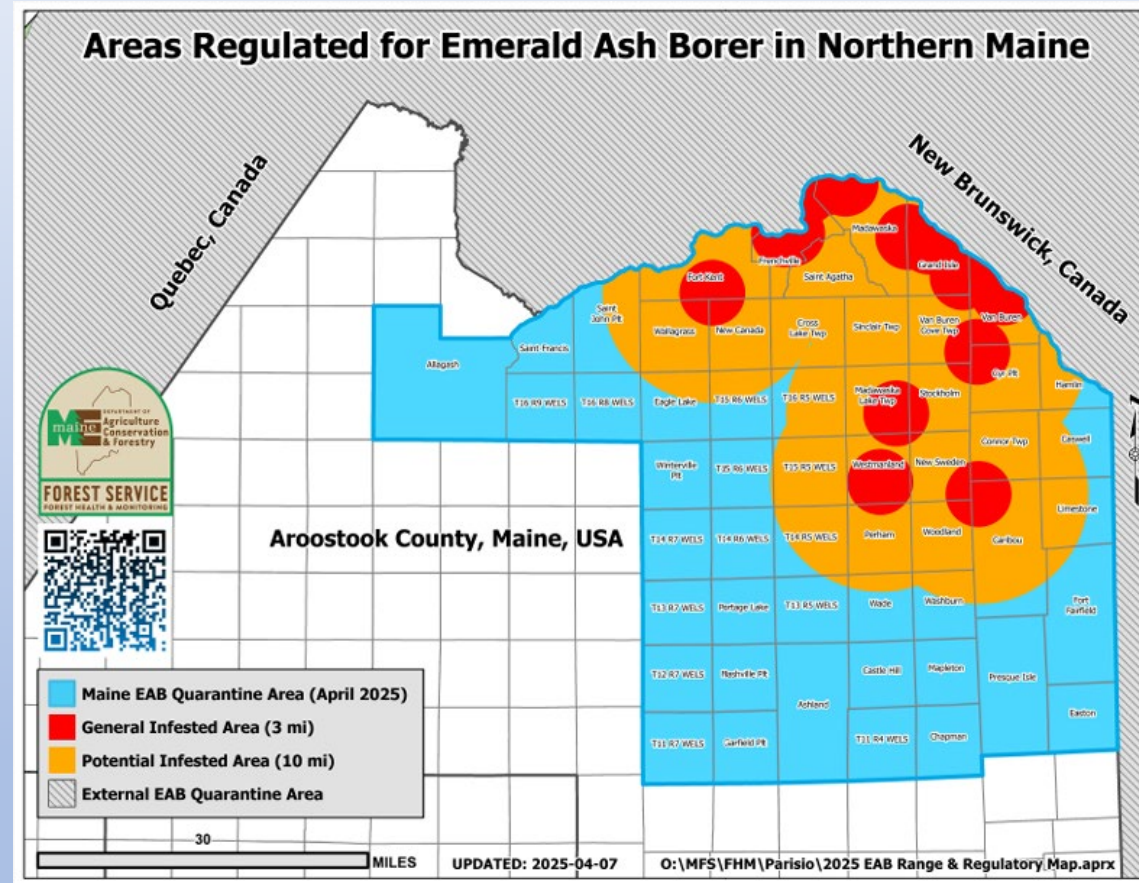 Areas Regulated for Emerald Ash Borer in Northern Maine
Quebec, Canada
New Brunswick, Canada
Madawaska
Frenchville
Grand Isle
Fort Kent
Saint Agatha
Saint
John Plt
Wallagrass
New Canada
Cross
Lake Twp
Sinclair Twp
Van Buren
Cove Twp
Van Buren
Saint Francis
Allagash
Cyr Plt
Hamlin
T16 R9 WELS
T16 R8 WELS
Eagle Lake
T16 R5 WELS
Madawaska
Lake Twp
Stockholm
Connor Twp
Caswell
Winterville
Plt
T15 R6 WELS
T15 R5 WELS
Westmanland
New Sweden
Limestone
maine
DEPARTMENT OF
Agriculture
Conservation
& Forestry
FOREST SERVICE
FOREST HEALTH & MONITORING
Aroostook County, Maine, USA
T14 R7 WELS
T14 R6 WELS
T14 R5 WELS
Perham
Woodland
Caribou
T13 R7 WELS
Portage Lake
T13 R5 WELS
Wade
Washburn
Fort
Fairfield
T12 R7 WELS
Nashville Plt
Castle Hill
Mapleton
Presque Isle
Ashland
Easton
T11 R7 WELS
Garfield Plt
T11 R4 WELS
Chapman
Maine EAB Quarantine Area (April 2025)
General Infested Area (3 mi)
Potential Infested Area (10 mi)
External EAB Quarantine Area
30
MILES
UPDATED: 2025-04-07
O:\MFS\FHM\Parisio\2025 EAB Range & Regulatory Map.aprx